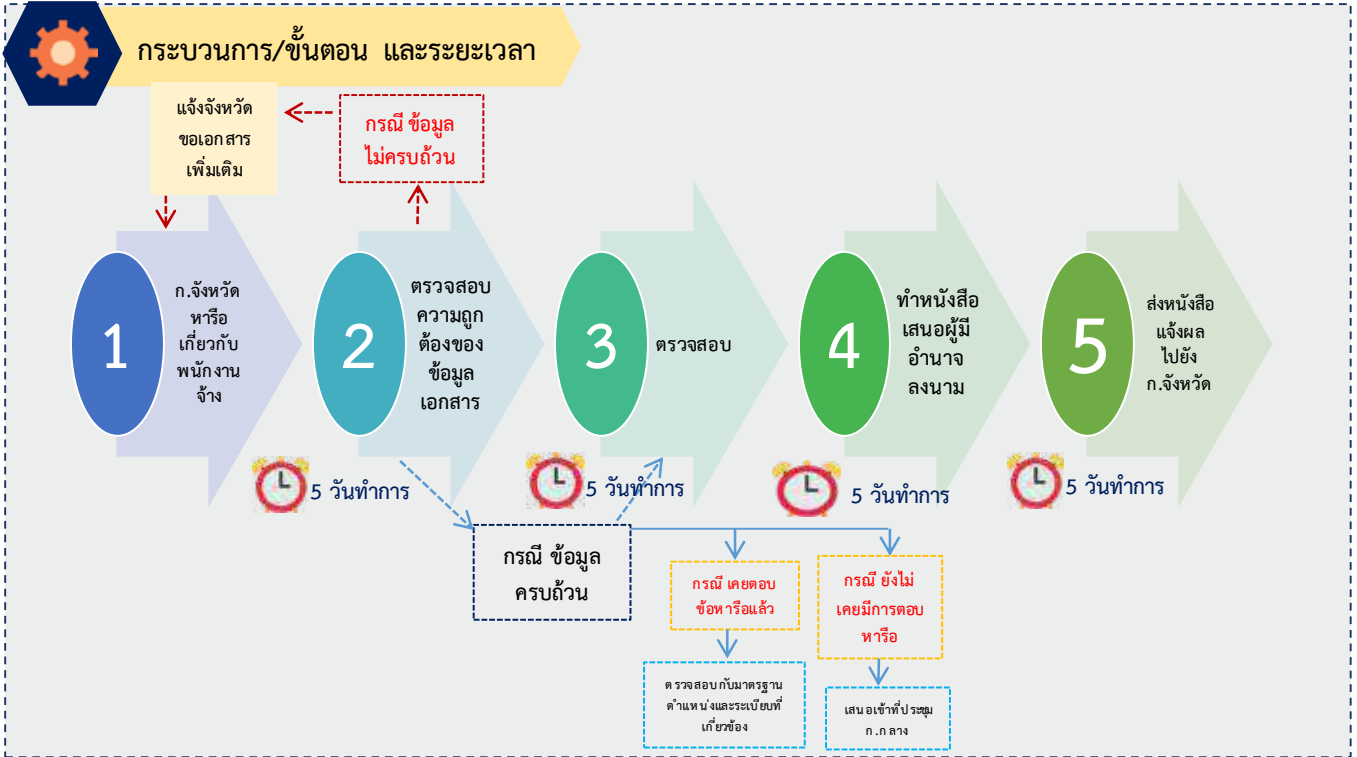 กระบวนการ/ขั้นตอน และระยะเวลา
แจ้งจังหวัด
ขอเอกสาร
เพิ่มเติม
กรณี ข้อมูล
ไม่ครบถ้วน
1
ก.จังหวัด
หารือ
เกี่ยวกับ
พนักงาน
จ้าง
2
ตรวจสอบ
ความถูก
ต้องของ
ข้อมูล
เอกสาร
3
ตรวจสอบ
4
ทำหนังสือ
เสนอผู้มี
อำนาจ
ลงนาม
5
ส่งหนังสือ
แจ้งผล
ไปยัง
ก.จังหวัด
5 วันทำการ
5 วันทำการ
5 วันทำการ
5 วันทำการ
กรณี ข้อมูล
ครบถ้วน
กรณี เคยตอบ
ข้อหารือแล้ว
กรณี ยังไม่
เคยมีการตอบ
หารือ
ตรวจสอบกับมาตรฐาน
ตำแหน่งและระเบียบที่
เกี่ยวข้อง
เสนอเข้าที่ประชุม
ก.กลาง